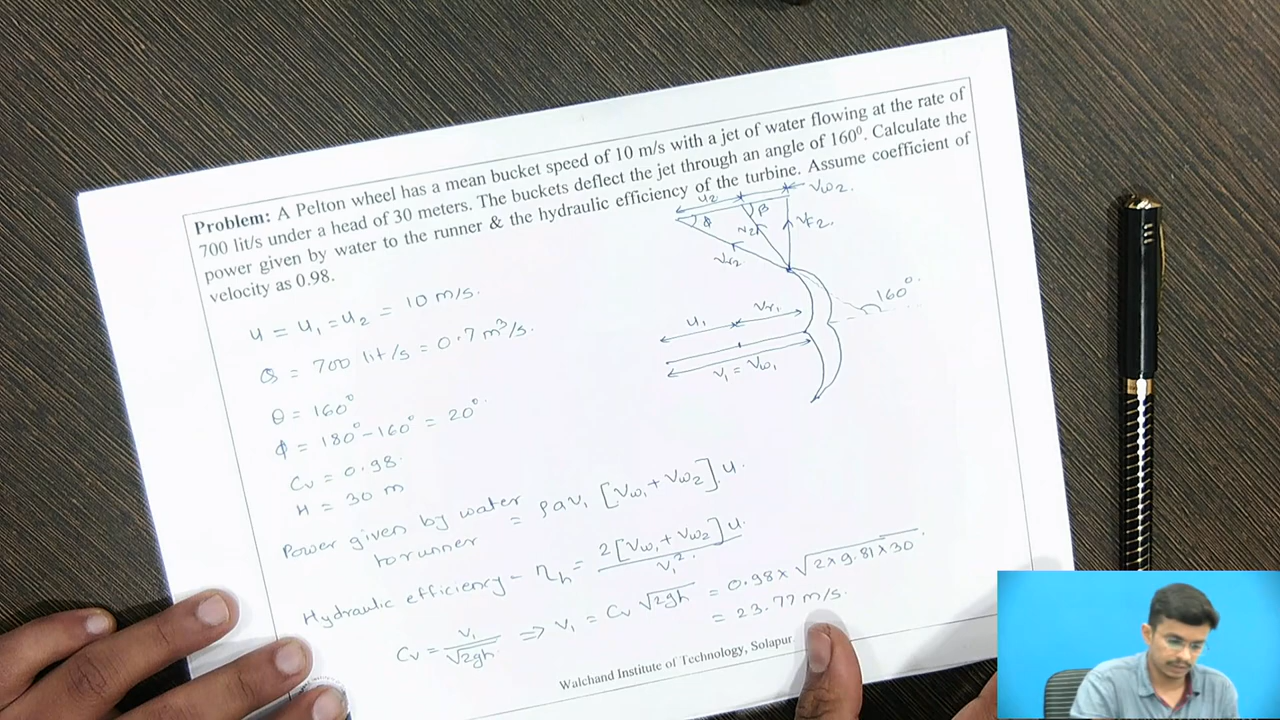 Problem: A Pelton wheel has a mean bucket speed of 10 m/s with a jet of water flowing at the rate of
700 lit/s under a head of 30 meters. The buckets deflect the jet through an angle of 160⁰. Calculate the
power given by water to the runner & the hydraulic efficiency of the turbine. Assume coefficient of
velocity as 0.98.
u₂ Vw₂.
ϕ β
V₂ Vf₂.
Vr₂
160°
u₁ Vr₁
V₁ = Vw₁
u = u₁ = u₂ = 10 m/s.
Q = 700 lit/s = 0.7 m³/s.
θ = 160°
ϕ = 180° - 160° = 20°.
Cv = 0.98.
H = 30 m
Power given by water
to runner = ρav₁ [Vw₁ + Vw₂].u.
Hydraulic efficiency - ηh = 2[Vw₁ + Vw₂] u. / V₁².
Cv = V₁ / √2gh. ⇒ V₁ = Cv √2gh = 0.98 × √2×9.81×30.
= 23.77 m/s.
Walchand Institute of Technology, Solapur